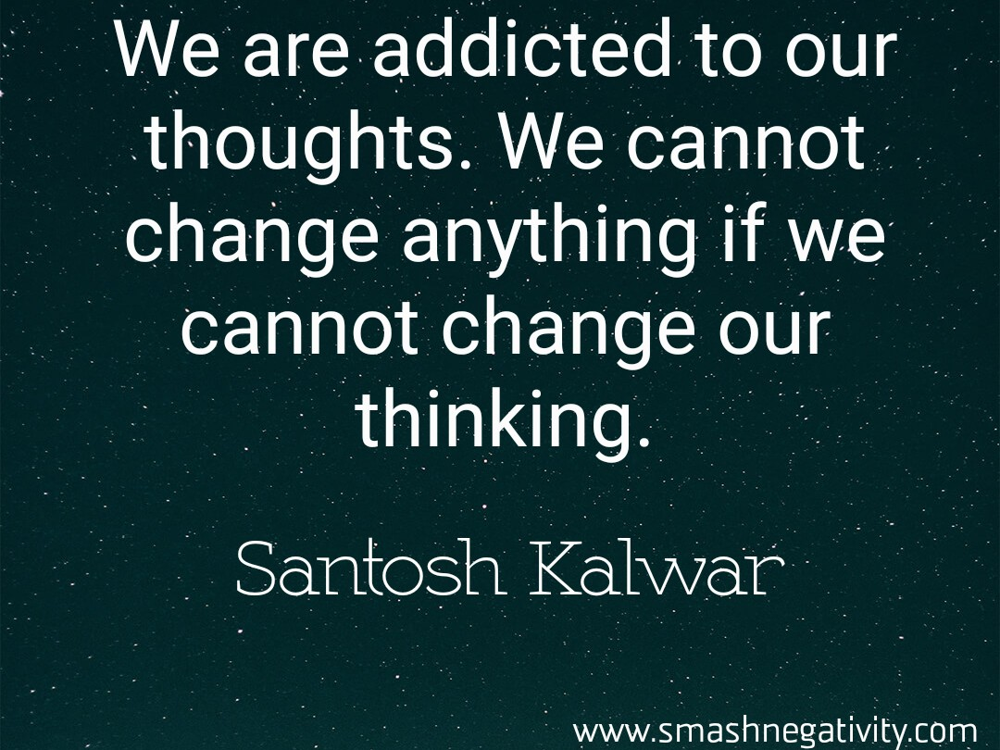 We are addicted to our
thoughts. We cannot
change anything if we
cannot change our
thinking.
Santosh Kalwar
www.smashnegativity.com